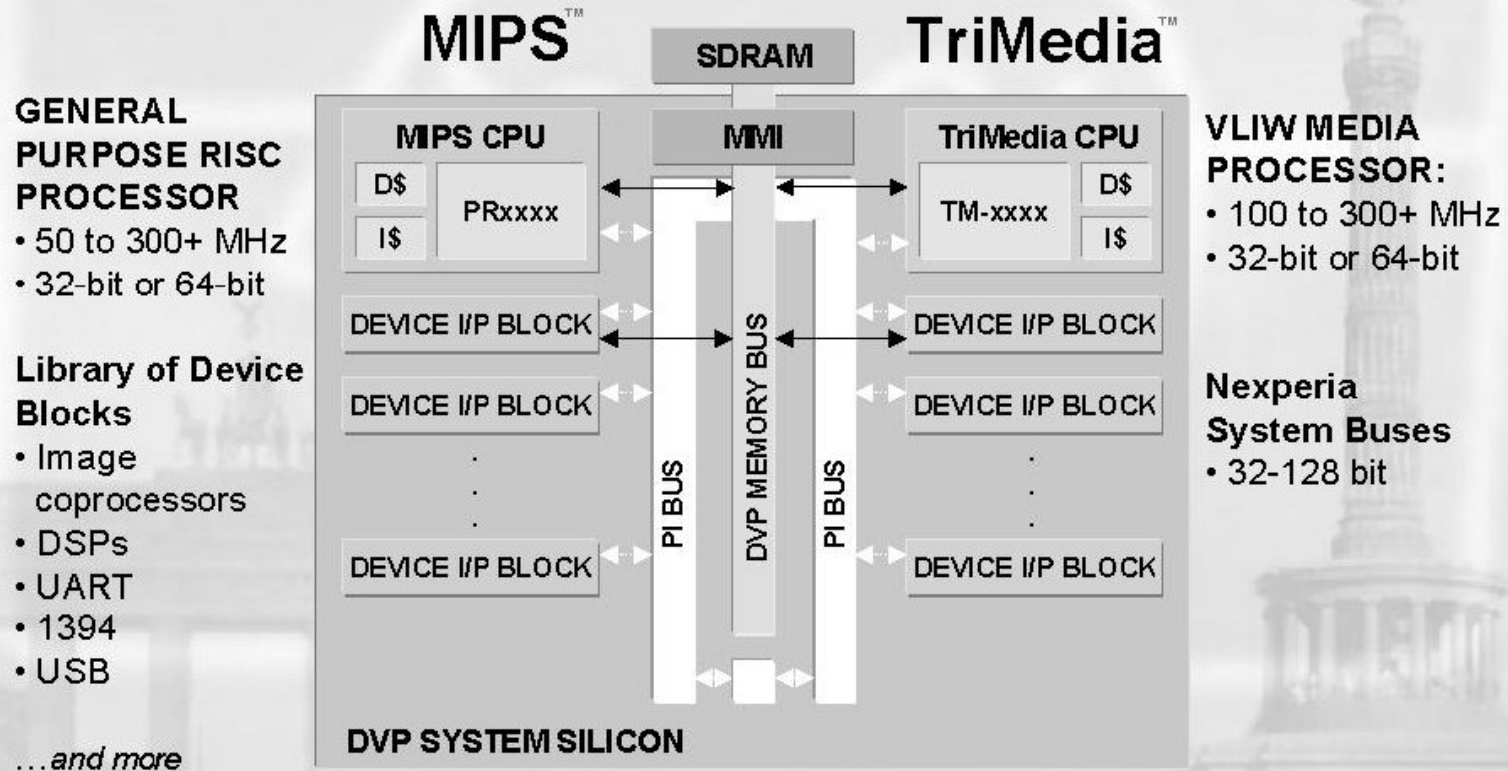 MIPS™
TriMedia™
SDRAM
GENERAL
PURPOSE RISC
PROCESSOR
• 50 to 300+ MHz
• 32-bit or 64-bit
Library of Device
Blocks
• Image
coprocessors
• DSPs
• UART
• 1394
• USB
...and more
MIPS CPU
D$
I$
PRxxxx
DEVICE I/P BLOCK
DEVICE I/P BLOCK
.
.
.
DEVICE I/P BLOCK
MMI
PI BUS
DVP MEMORY BUS
PI BUS
TriMedia CPU
TM-xxxx
D$
I$
DEVICE I/P BLOCK
DEVICE I/P BLOCK
.
.
.
DEVICE I/P BLOCK
DVP SYSTEM SILICON
VLIW MEDIA
PROCESSOR:
• 100 to 300+ MHz
• 32-bit or 64-bit
Nexperia
System Buses
• 32-128 bit